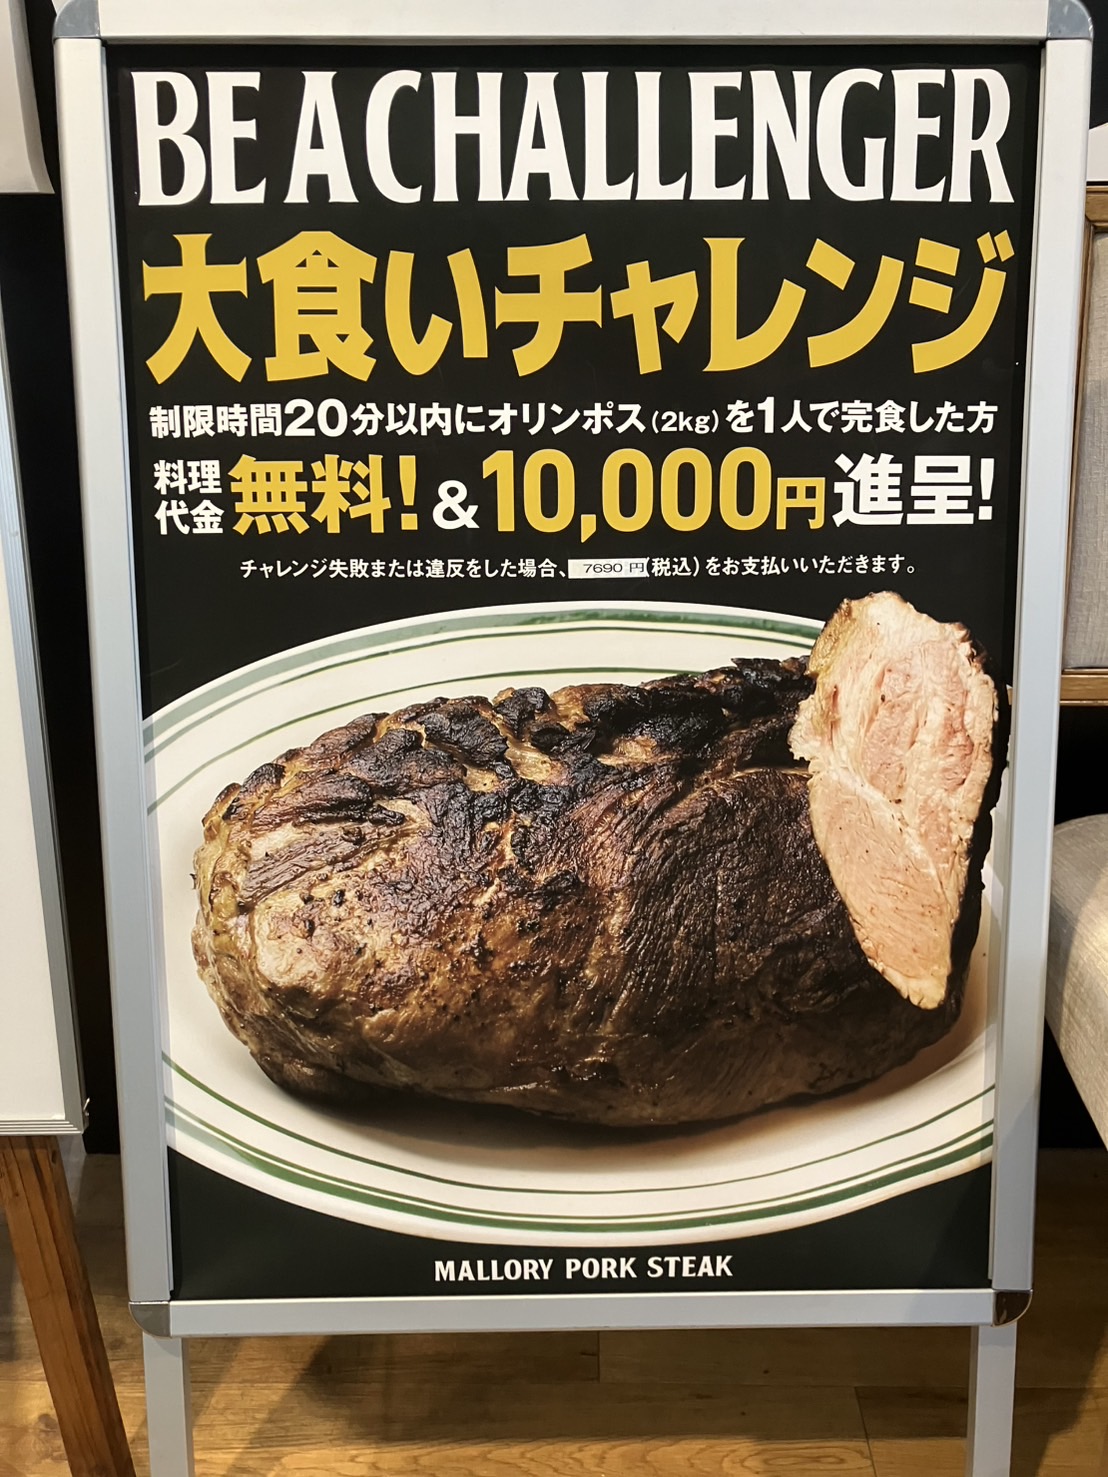 BE A CHALLENGER
大食いチャレンジ
制限時間20分以内にオリンポス(2kg)を1人で完食した方
料理代金無料!&10,000円進呈!
チャレンジ失敗または違反をした場合、7690円(税込)をお支払いいただきます。
MALLORY PORK STEAK